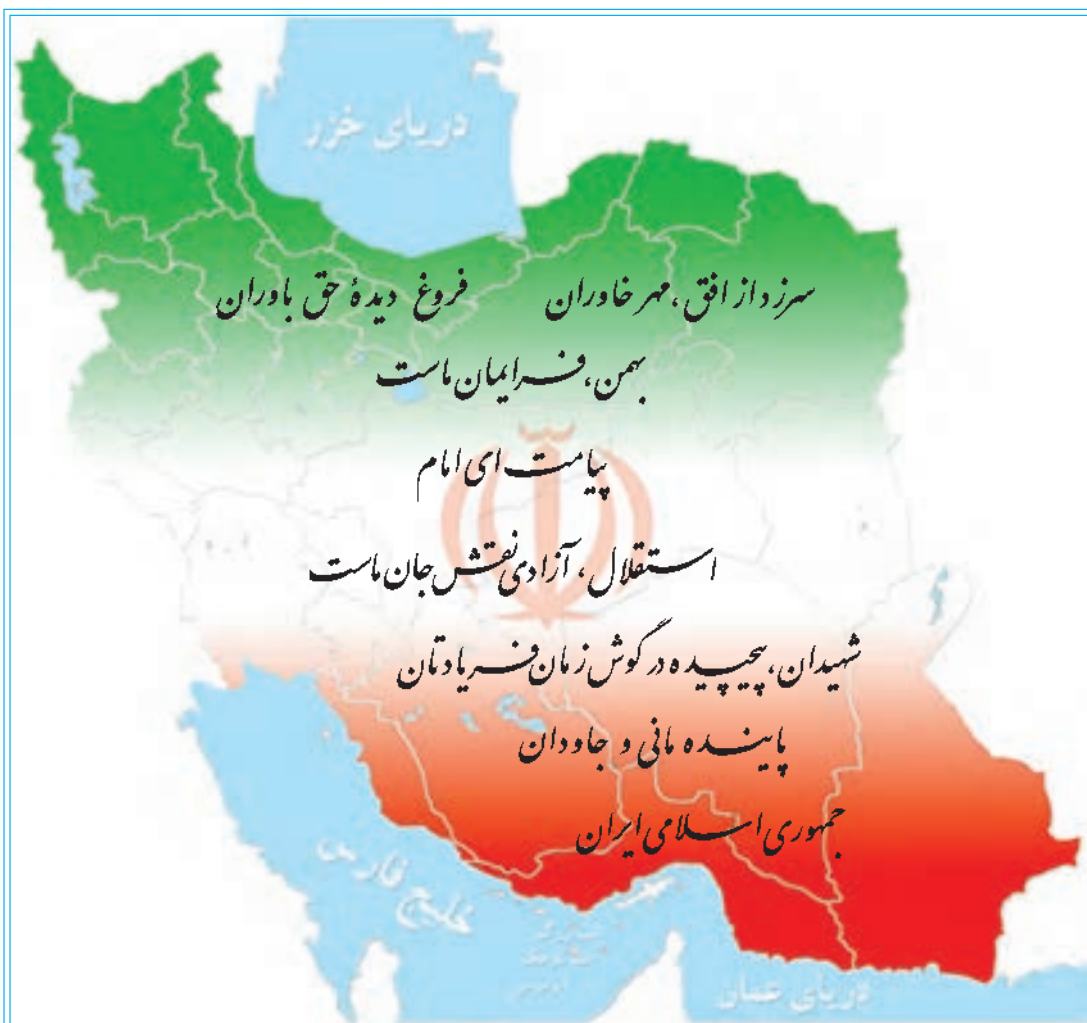 دریای خزر
سرزد از افق، مهر خاوران فروغ دیدهٔ حق باوران
بهمن، فر ایمان ماست
پیامت ای امام
استقلال، آزادی نقش جان ماست
شهیدان، پیچیده در گوش زمان فریادتان
پاینده مانی و جاودان
جمهوری اسلامی ایران
خلیج فارس
دریای عمان